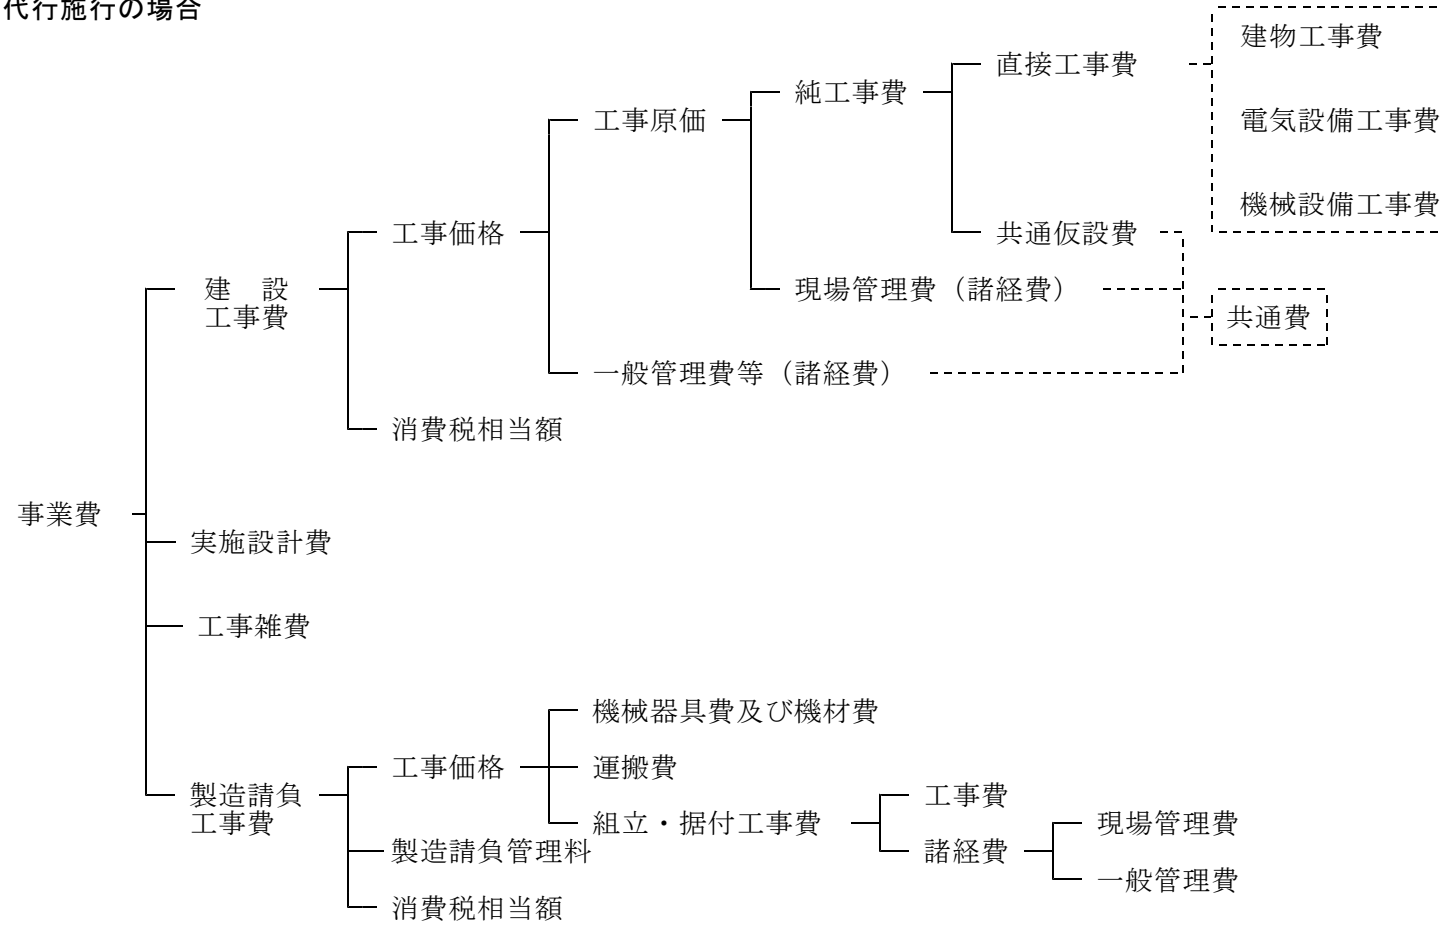 代行施行の場合
建物工事費
直接工事費
純工事費
工事原価
電気設備工事費
機械設備工事費
工事価格
共通仮設費
建　設
工事費
現場管理費（諸経費）
共通費
一般管理費等（諸経費）
消費税相当額
事業費
実施設計費
工事雑費
機械器具費及び機材費
工事価格
運搬費
製造請負
工事費
組立・据付工事費
工事費
現場管理費
製造請負管理料
諸経費
一般管理費
消費税相当額